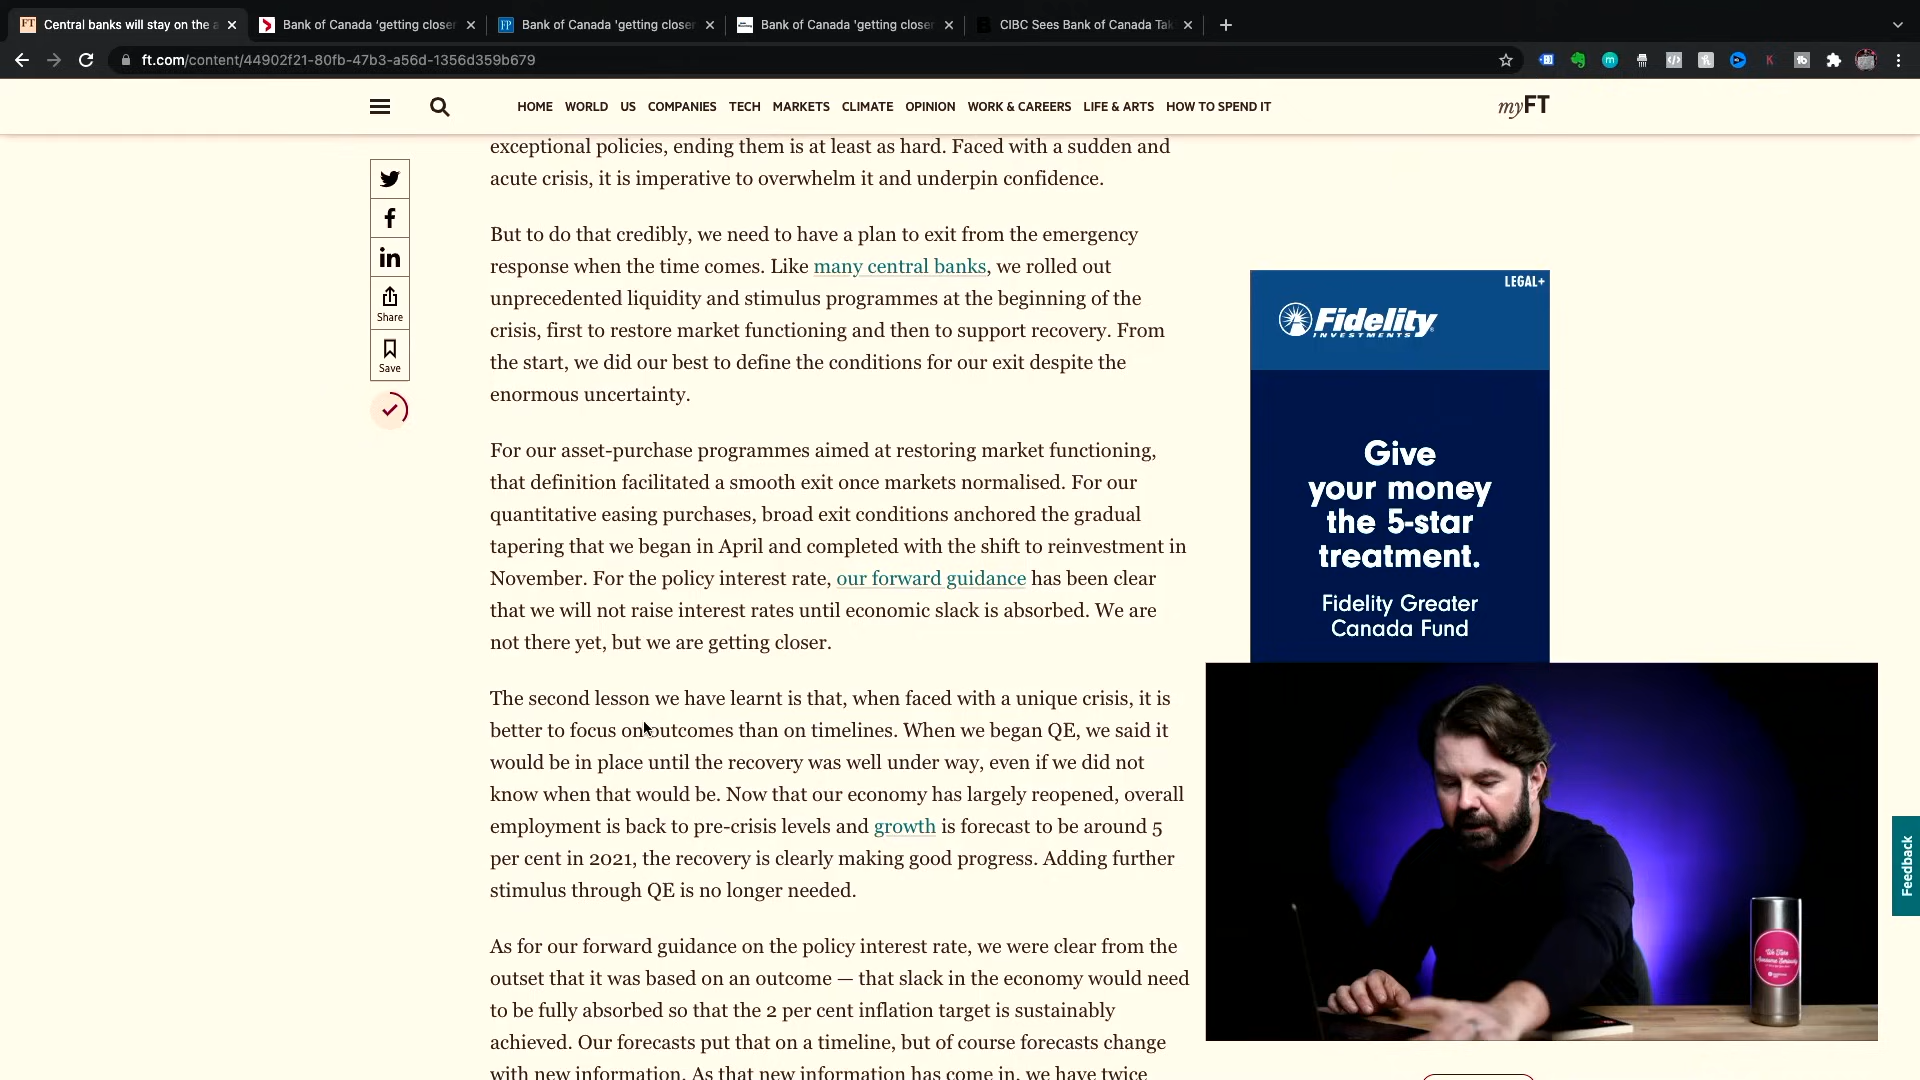 Central banks will stay on the a
Bank of Canada 'getting closer
Bank of Canada 'getting closer
Bank of Canada 'getting closer
CIBC Sees Bank of Canada Tak
ft.com/content/44902f21-80fb-47b3-a56d-1356d359b679
HOME WORLD US COMPANIES TECH MARKETS CLIMATE OPINION WORK & CAREERS LIFE & ARTS HOW TO SPEND IT
myFT
exceptional policies, ending them is at least as hard. Faced with a sudden and
acute crisis, it is imperative to overwhelm it and underpin confidence.
But to do that credibly, we need to have a plan to exit from the emergency
response when the time comes. Like many central banks, we rolled out
unprecedented liquidity and stimulus programmes at the beginning of the
crisis, first to restore market functioning and then to support recovery. From
the start, we did our best to define the conditions for our exit despite the
enormous uncertainty.
For our asset-purchase programmes aimed at restoring market functioning,
that definition facilitated a smooth exit once markets normalised. For our
quantitative easing purchases, broad exit conditions anchored the gradual
tapering that we began in April and completed with the shift to reinvestment in
November. For the policy interest rate, our forward guidance has been clear
that we will not raise interest rates until economic slack is absorbed. We are
not there yet, but we are getting closer.
The second lesson we have learnt is that, when faced with a unique crisis, it is
better to focus on outcomes than on timelines. When we began QE, we said it
would be in place until the recovery was well under way, even if we did not
know when that would be. Now that our economy has largely reopened, overall
employment is back to pre-crisis levels and growth is forecast to be around 5
per cent in 2021, the recovery is clearly making good progress. Adding further
stimulus through QE is no longer needed.
As for our forward guidance on the policy interest rate, we were clear from the
outset that it was based on an outcome — that slack in the economy would need
to be fully absorbed so that the 2 per cent inflation target is sustainably
achieved. Our forecasts put that on a timeline, but of course forecasts change
with new information. As that new information has come in, we have twice
Share
Save
LEGAL+
Fidelity
INVESTMENTS
Give
your money
the 5-star
treatment.
Fidelity Greater
Canada Fund
Feedback